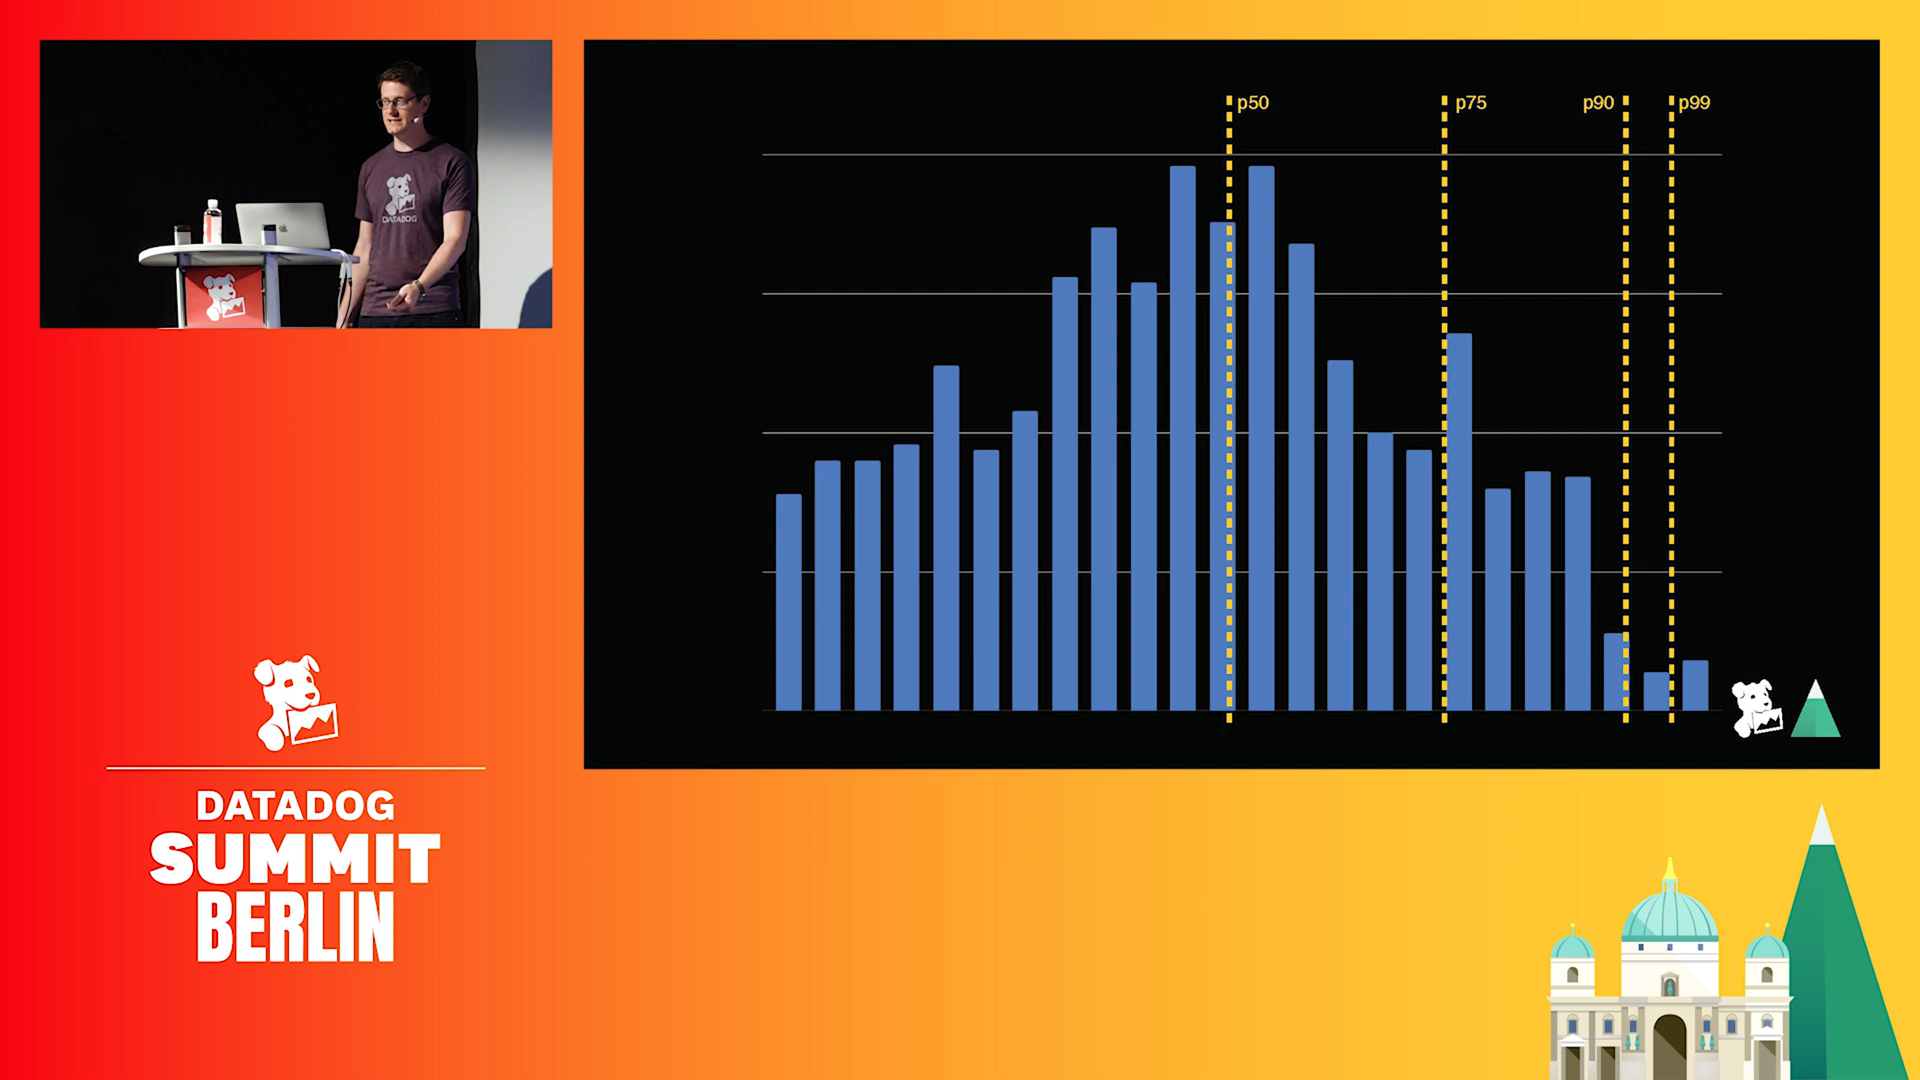 DATADOG
p50
p75
p90
p99
DATADOG
SUMMIT
BERLIN